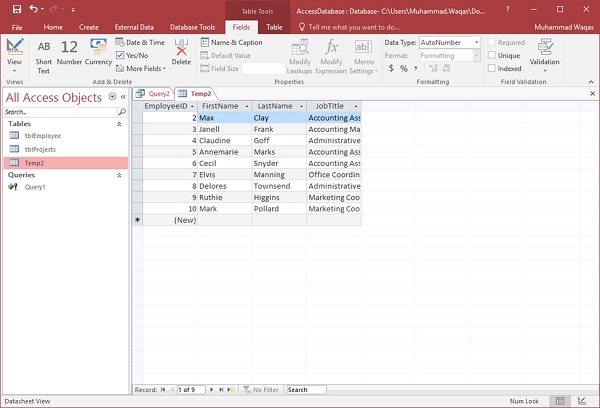 Table Tools
AccessDatabase : Database- C:\Users\Muhammad.Waqas\Do...
?
File Home Create External Data Database Tools Fields Table Tell me what you want to do... Muhammad Waqas
View
Views
AB
Short Text
12
Number
Currency
Date & Time
Yes/No
More Fields
Add & Delete
Delete
Name & Caption
Default Value
Field Size
Modify Lookups
Modify Expression
Memo Settings
Properties
Data Type: AutoNumber
Format: Formatting
$ % ,
Formatting
Required
Unique
Indexed
Validation
Field Validation
All Access Objects
Search...
Tables
tblEmployee
tblProjects
Temp2
Queries
Query1
Query2 Temp2
EmployeeID FirstName LastName JobTitle
2 Max Clay Accounting Ass
3 Janell Frank Accounting Ma
4 Claudine Goff Administrative
5 Annemarie Marks Accounting Ass
6 Cecil Snyder Accounting Ass
7 Elvis Manning Office Coordin
8 Delores Townsend Administrative
9 Ruthie Higgins Marketing Coo
10 Mark Pollard Marketing Coo
* (New)
Record: 1 of 9 No Filter Search
Datasheet View Num Lock